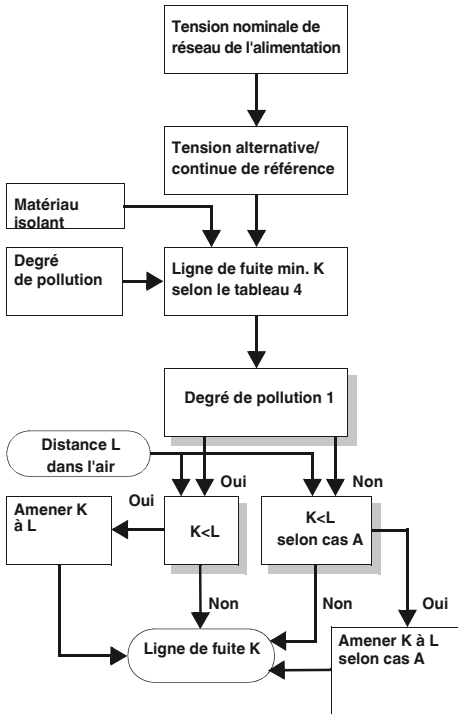 Tension nominale de
réseau de l'alimentation
Tension alternative/
continue de référence
Matériau
isolant
Degré
de pollution
Ligne de fuite min. K
selon le tableau 4
Degré de pollution 1
Distance L
dans l'air
Oui
Non
Amener K
à L
Oui
K<L
K<L
selon cas A
Non
Non
Oui
Ligne de fuite K
Amener K à L
selon cas A